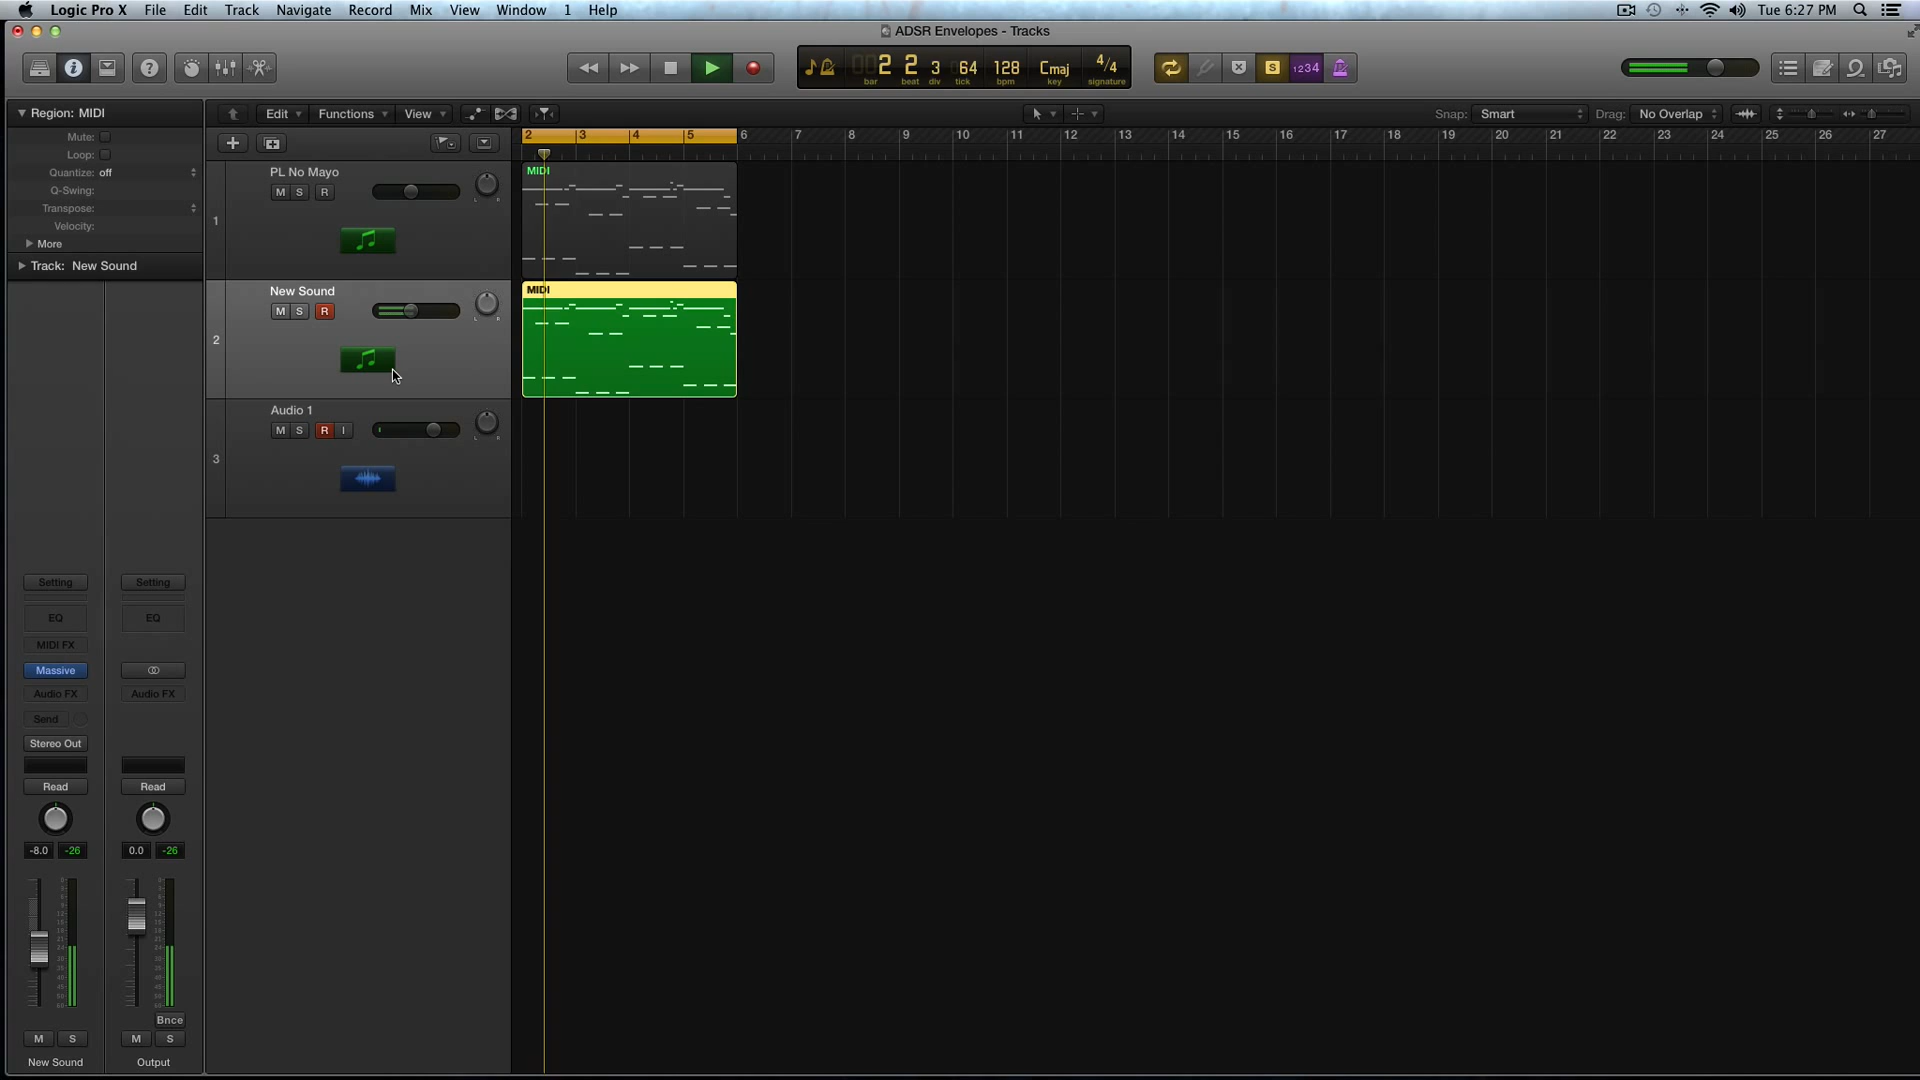 Logic Pro X File Edit Track Navigate Record Mix View Window 1 Help Tue 6:27 PM
ADSR Envelopes - Tracks
2 2 3 64 128 Cmaj 4/4 S 1234
bar beat div tick bpm key signature
Region: MIDI Edit Functions View Snap: Smart Drag: No Overlap
Mute:
Loop:
Quantize: off
Q-Swing:
Transpose:
Velocity:
More
Track: New Sound
2 3 4 5 6 7 8 9 10 11 12 13 14 15 16 17 18 19 20 21 22 23 24 25 26 27
PL No Mayo MIDI
M S R
1
New Sound MIDI
M S R
2
Audio 1
M S R I
3
Setting Setting
EQ EQ
MIDI FX
Massive
Audio FX Audio FX
Send
Stereo Out
Read Read
-8.0 -26 0.0 -26
Bnce
M S M S
New Sound Output